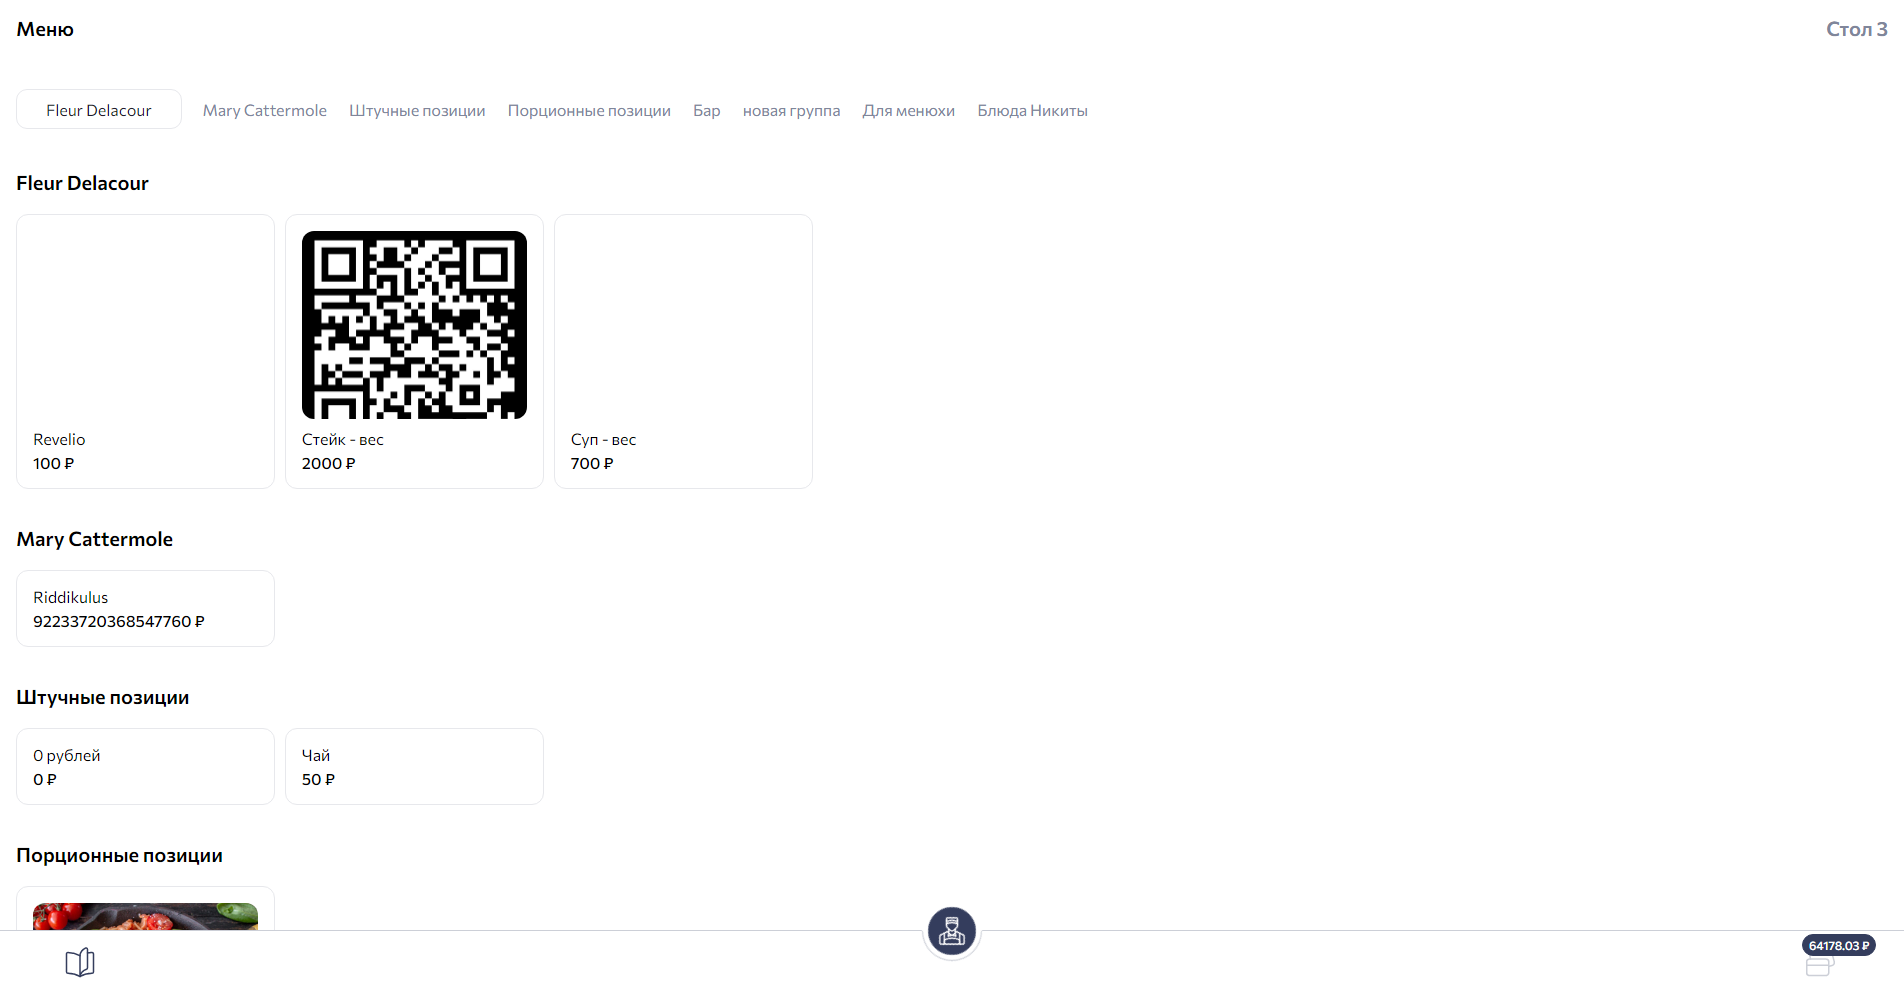 Меню
Стол 3
Fleur Delacour
Mary Cattermole
Штучные позиции
Порционные позиции
Бар
новая группа
Для менюхи
Блюда Никиты
Fleur Delacour
Revelio
100 ₽
Стейк - вес
2000 ₽
Суп - вес
700 ₽
Mary Cattermole
Riddikulus
92233720368547760 ₽
Штучные позиции
0 рублей
0 ₽
Чай
50 ₽
Порционные позиции
64178.03 ₽